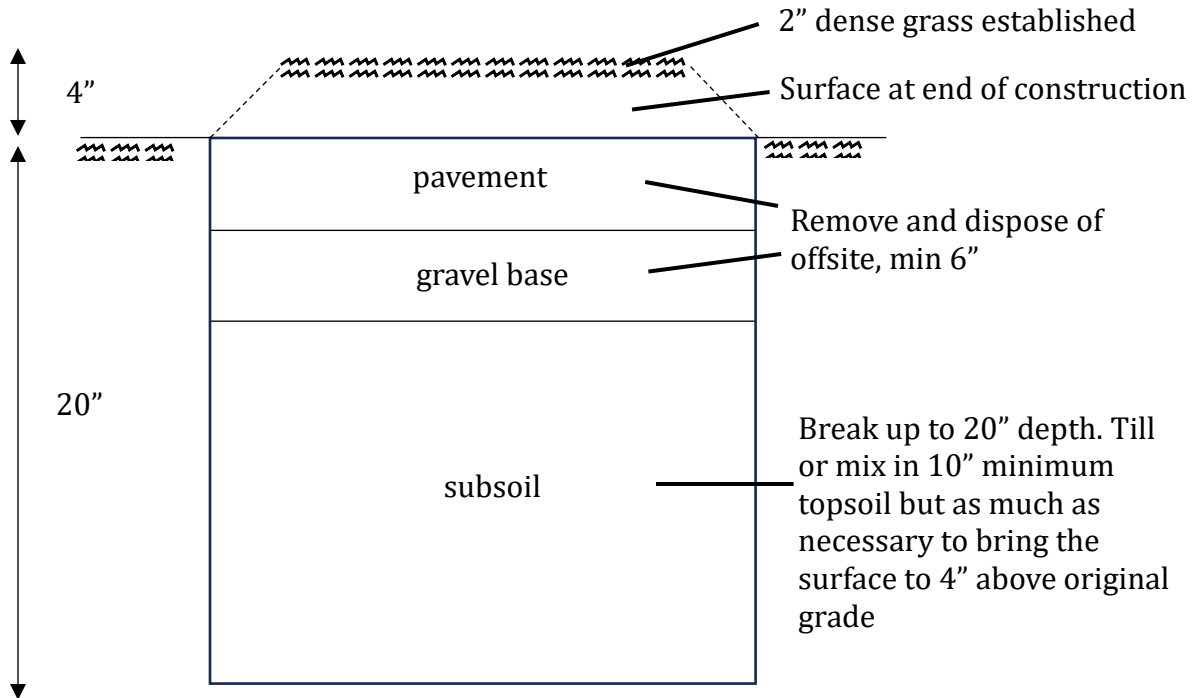 2” dense grass established
4”
Surface at end of construction
pavement
Remove and dispose of
offsite, min 6”
gravel base
20”
Break up to 20” depth. Till
or mix in 10” minimum
topsoil but as much as
necessary to bring the
surface to 4” above original
grade
subsoil